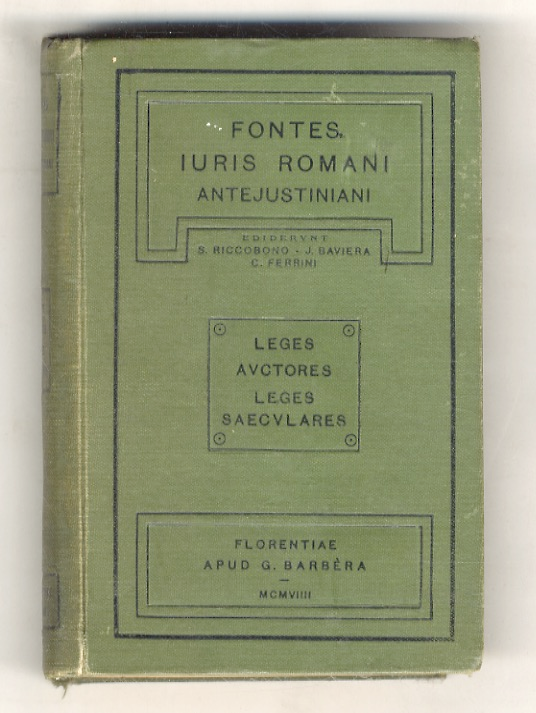 FONTES
IURIS ROMANI
ANTEJUSTINIANI
EDIDERVNT
S. RICCOBONO - J. BAVIERA
C. FERRINI
LEGES
AVCTORES
LEGES
SAECVLARES
FLORENTIAE
APUD G. BARBÈRA
MCMVIIII